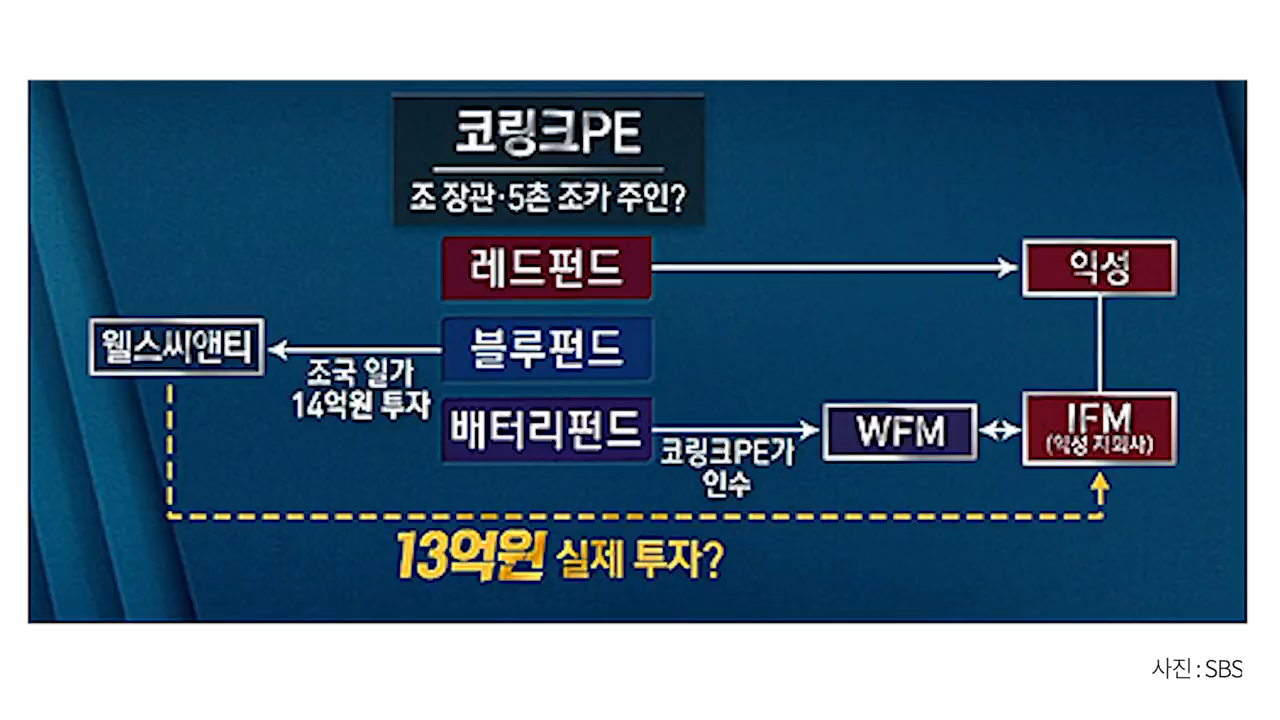 코링크PE
조 장관·5촌 조카 주인?
레드펀드
익성
블루펀드
웰스씨앤티
조국 일가
14억원 투자
배터리펀드
코링크PE가
인수
WFM
IFM
(익성 자회사)
13억원 실제 투자?
사진 : SBS